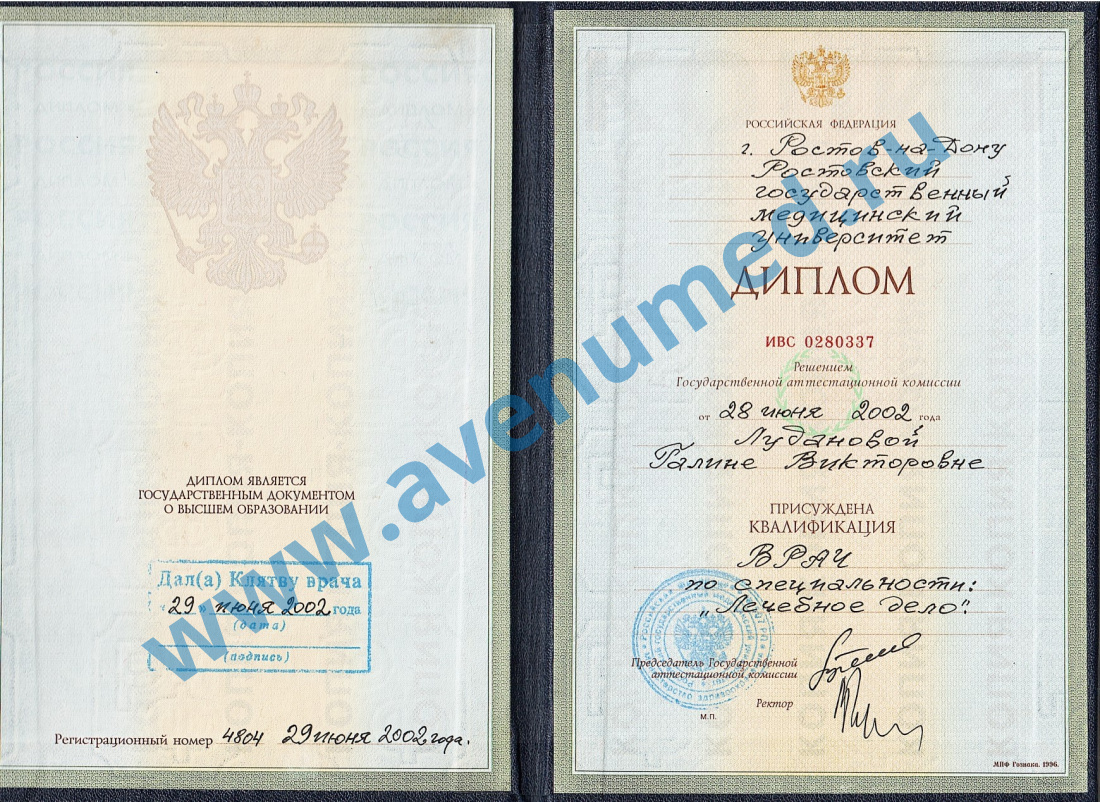 ДИПЛОМ ЯВЛЯЕТСЯ
ГОСУДАРСТВЕННЫМ ДОКУМЕНТОМ
О ВЫСШЕМ ОБРАЗОВАНИИ
Дал(а) Клятву врача
"29" июня 2002 года
(дата)
(подпись)
Регистрационный номер 4804 29 июня 2002 года.
РОССИЙСКАЯ ФЕДЕРАЦИЯ
г. Ростов-на-Дону
Ростовский
государственный
медицинский
университет
ДИПЛОМ
ИВС 0280337
Решением
Государственной аттестационной комиссии
от 28 июня 2002 года
Лудановой
Галине Викторовне
ПРИСУЖДЕНА
КВАЛИФИКАЦИЯ
ВРАЧ
по специальности:
„Лечебное дело".
Председатель Государственной
аттестационной комиссии
Ректор
М.П.
МПФ Гознака. 1996.
www.avenumed.ru